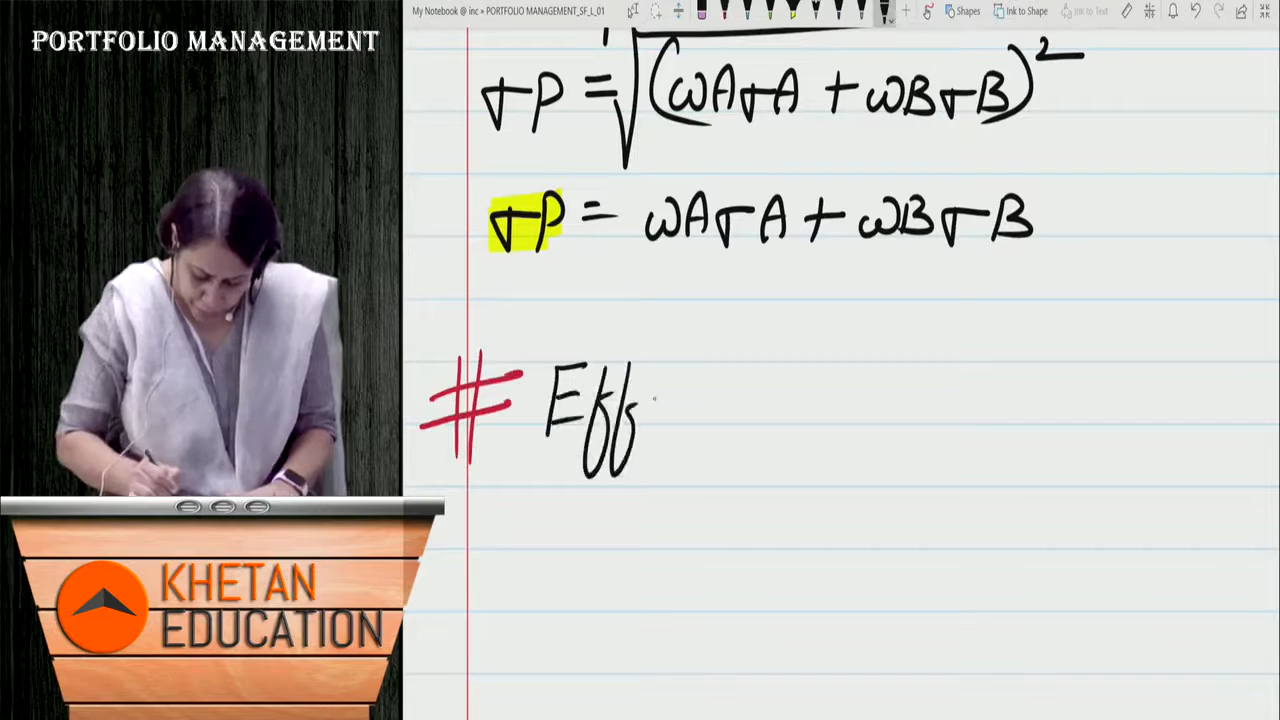 PORTFOLIO MANAGEMENT
My Notebook @ inc » PORTFOLIO MANAGEMENT_SF_L_01
Shapes
Ink to Shape
Ink to Text
σP = √(ωAσA + ωBσB)²
σP = ωAσA + ωBσB
# Eff
KHETAN
EDUCATION